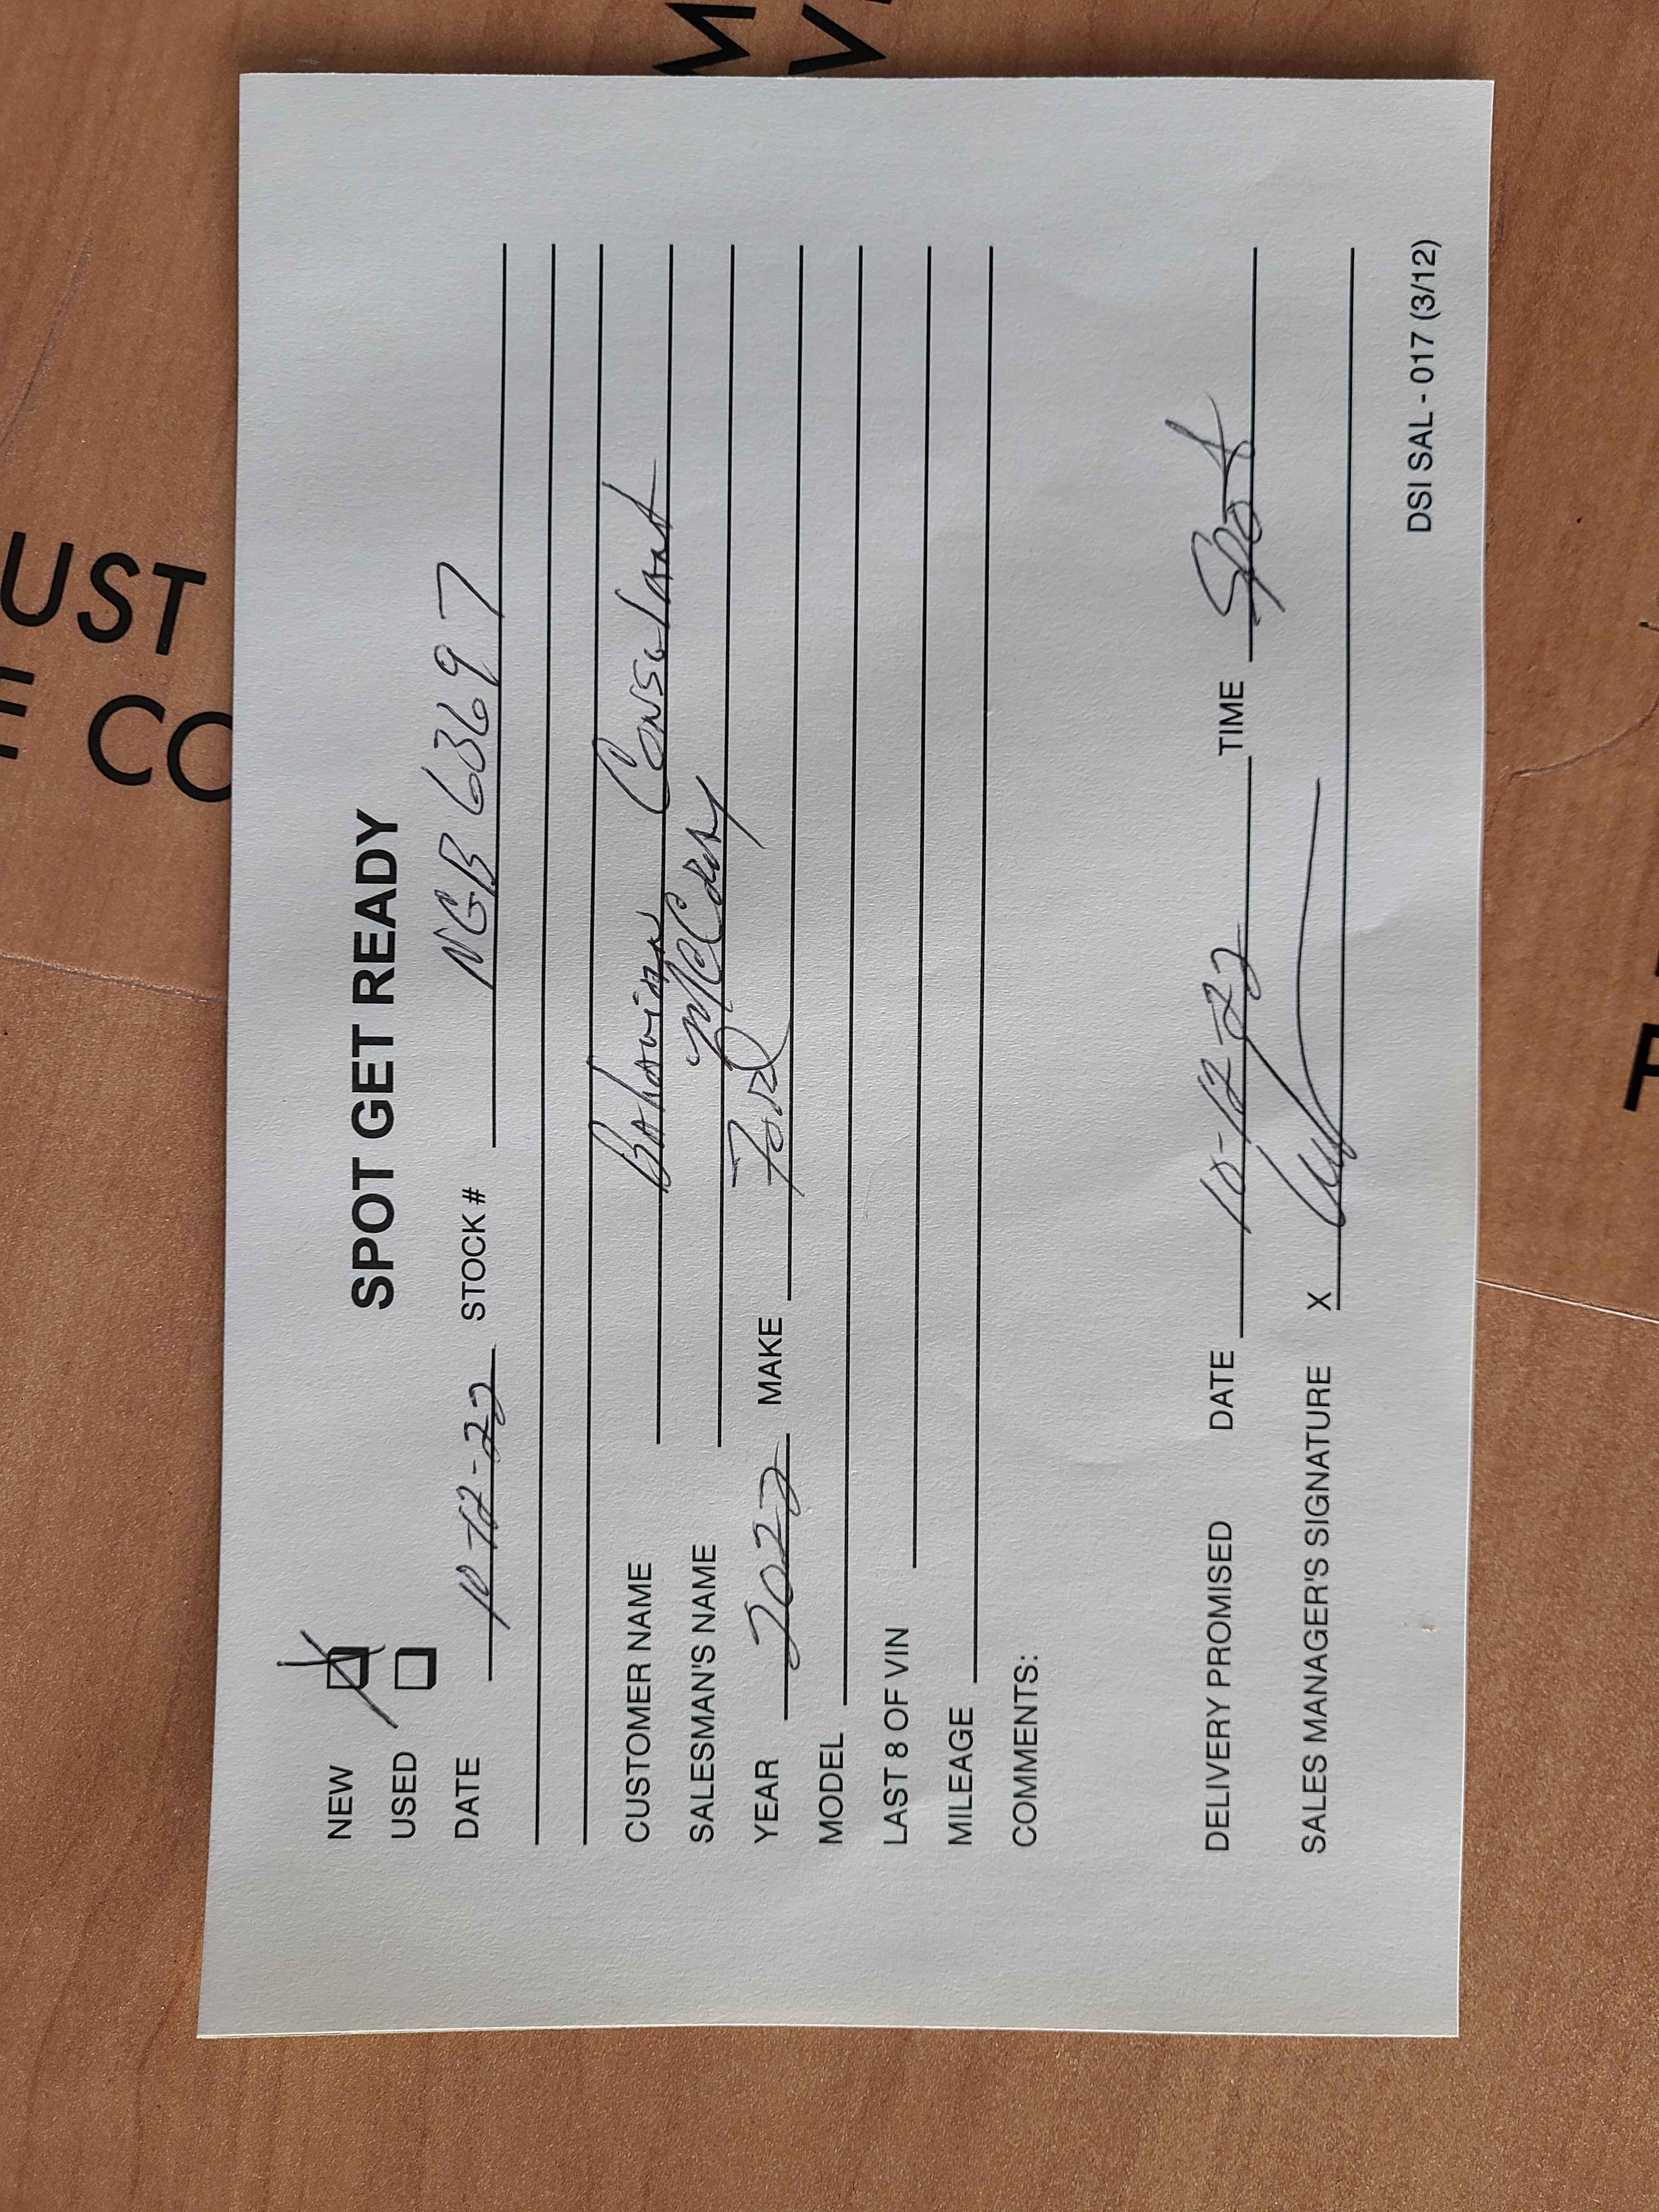 SPOT GET READY
NEW
USED
DATE 10-12-22 STOCK # NGB63697
CUSTOMER NAME Bahavina Consultant
SALESMAN'S NAME McCoy
YEAR 2022 MAKE Ford
MODEL
LAST 8 OF VIN
MILEAGE
COMMENTS:
DELIVERY PROMISED DATE 10-12-22 TIME Spot
SALES MANAGER'S SIGNATURE X
DSI SAL - 017 (3/12)
UST
CO